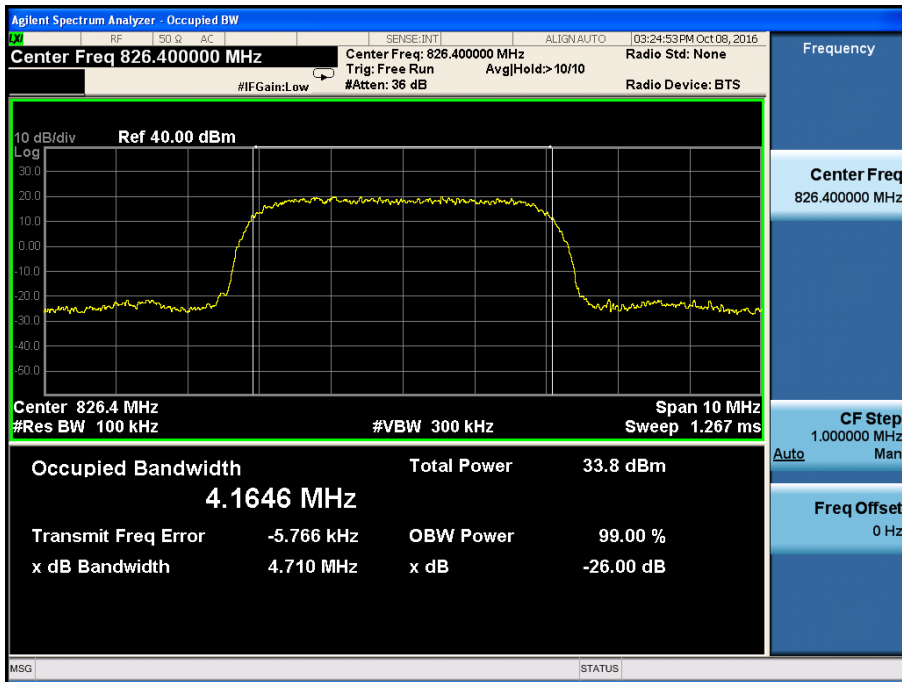 Agilent Spectrum Analyzer - Occupied BW
LXI RF 50 Ω AC SENSE:INT ALIGN AUTO 03:24:53 PM Oct 08, 2016
Center Freq 826.400000 MHz
Center Freq: 826.400000 MHz
Radio Std: None
Trig: Free Run Avg|Hold:> 10/10
#IFGain:Low
#Atten: 36 dB
Radio Device: BTS
Frequency
10 dB/div Ref 40.00 dBm
Log
30.0
20.0
10.0
0.00
-10.0
-20.0
-30.0
-40.0
-50.0
Center 826.4 MHz Span 10 MHz
#Res BW 100 kHz #VBW 300 kHz Sweep 1.267 ms
Occupied Bandwidth Total Power 33.8 dBm
4.1646 MHz
Transmit Freq Error -5.766 kHz OBW Power 99.00 %
x dB Bandwidth 4.710 MHz x dB -26.00 dB
Center Freq
826.400000 MHz
CF Step
1.000000 MHz
Auto Man
Freq Offset
0 Hz
MSG STATUS